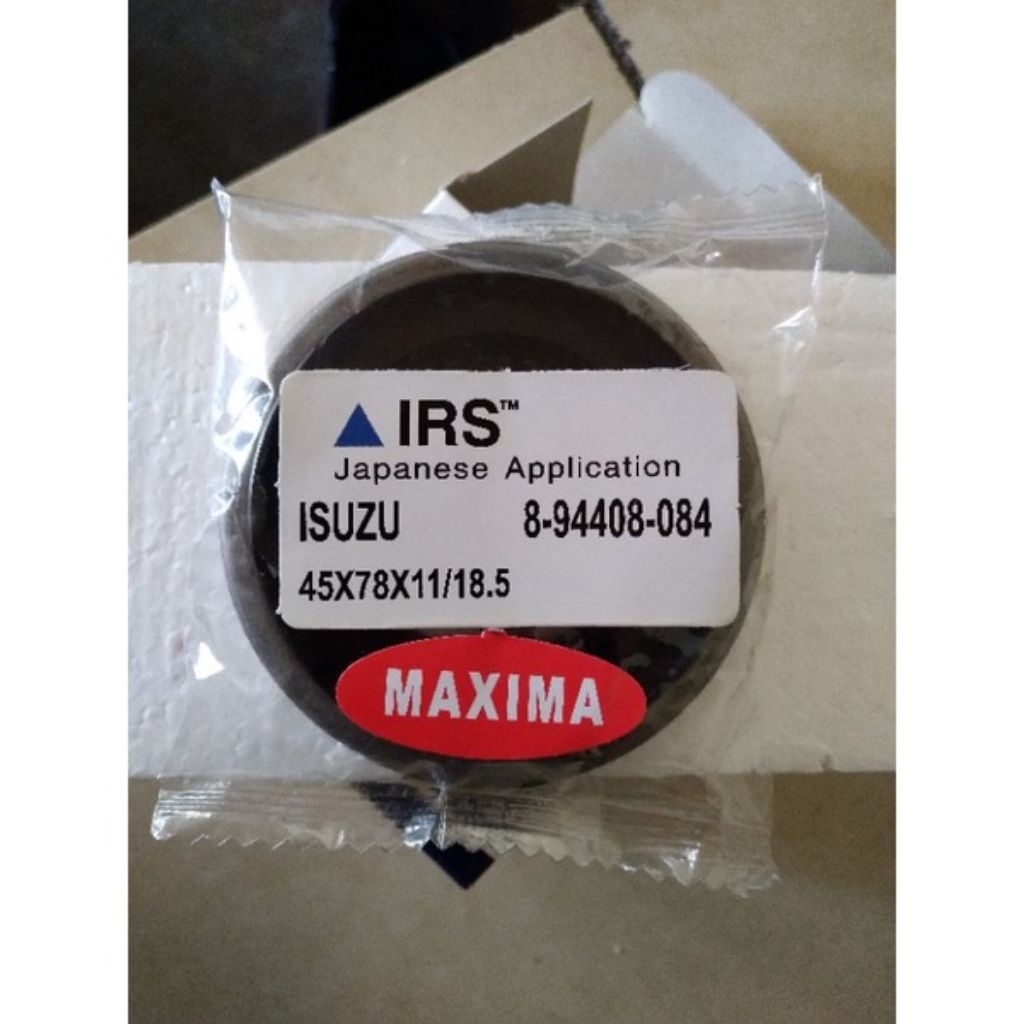 IRS™
Japanese Application
ISUZU 8-94408-084
45X78X11/18.5
MAXIMA